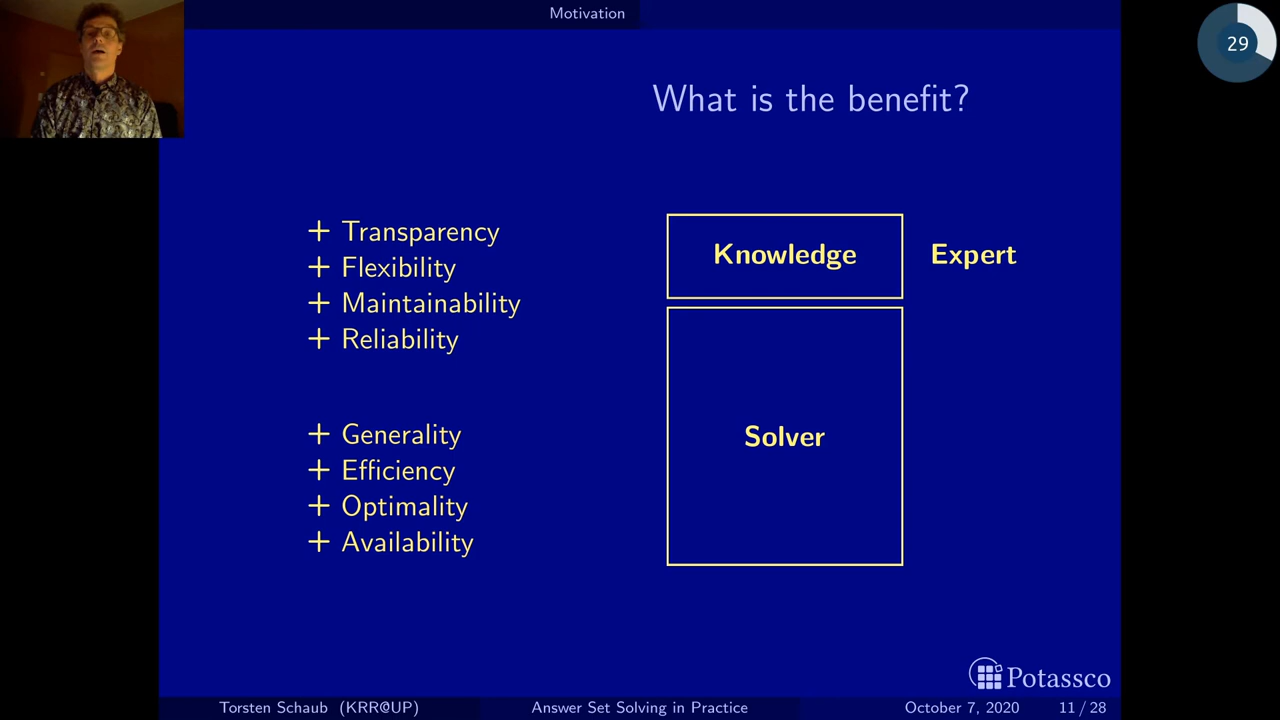 Motivation
29
What is the benefit?
+ Transparency
+ Flexibility
+ Maintainability
+ Reliability
Knowledge
Expert
+ Generality
+ Efficiency
+ Optimality
+ Availability
Solver
Potassco
Torsten Schaub (KRR@UP)
Answer Set Solving in Practice
October 7, 2020
11 / 28